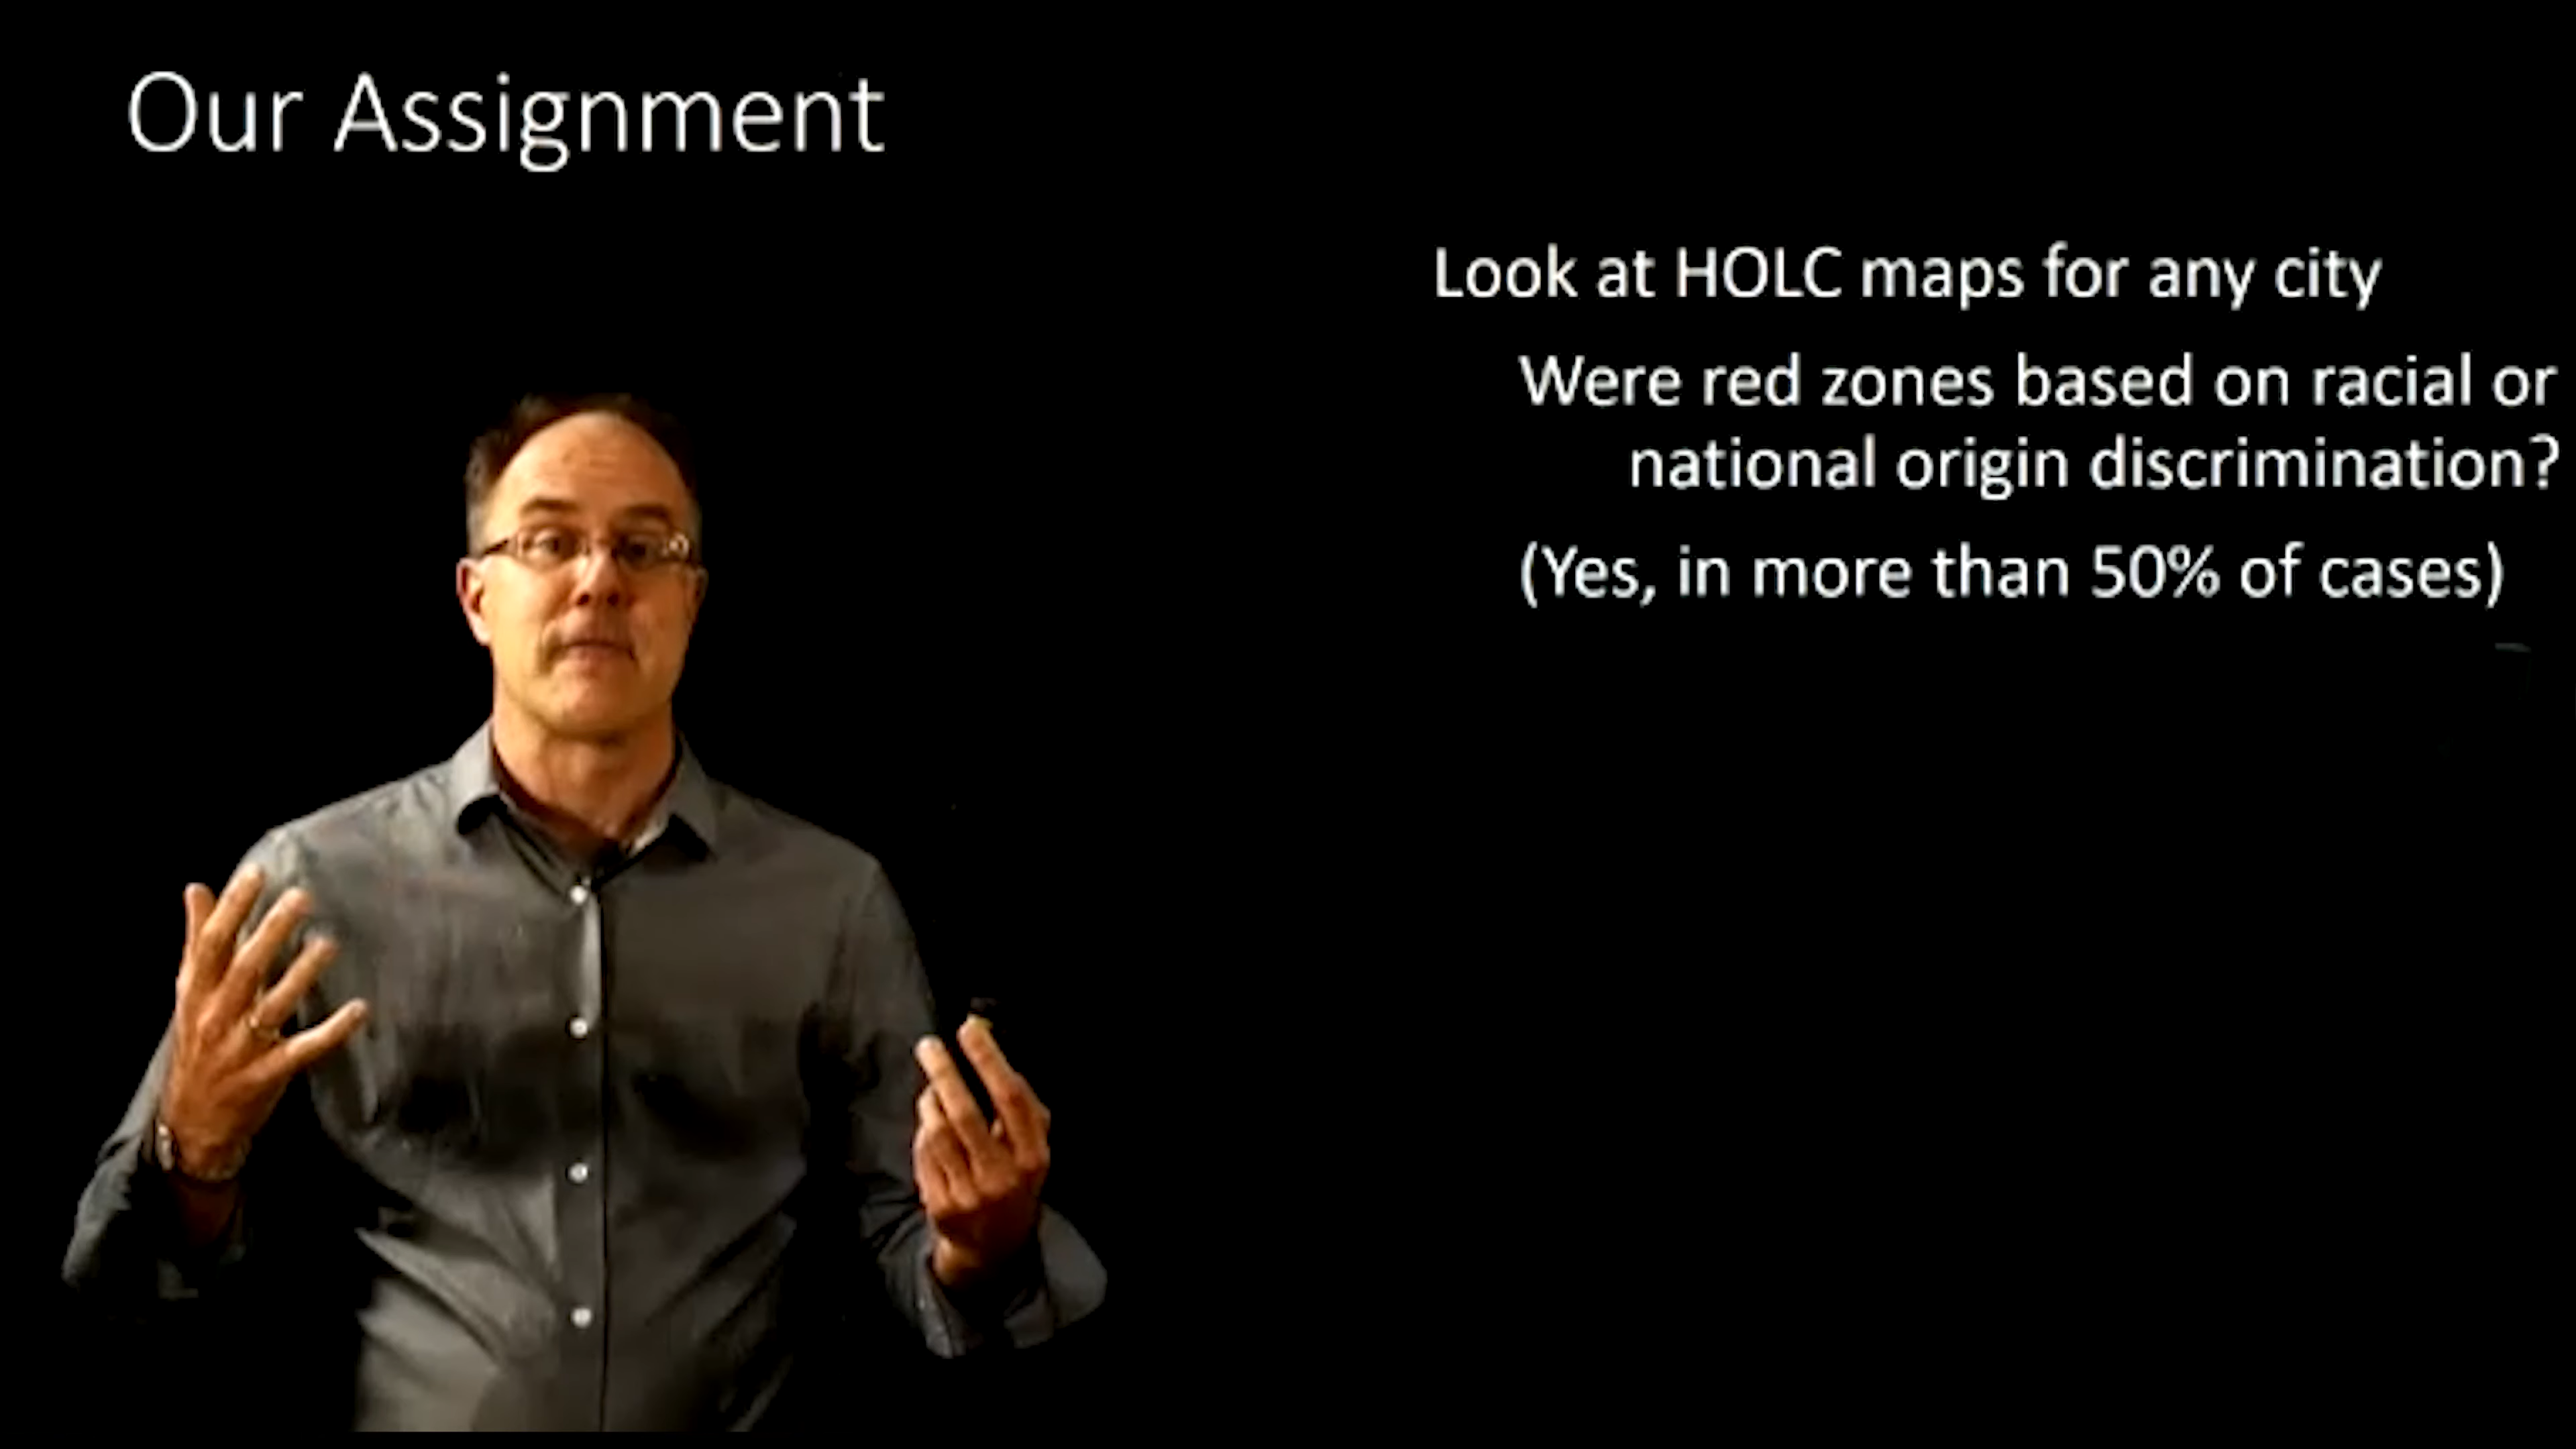 Our Assignment
Look at HOLC maps for any city
Were red zones based on racial or
national origin discrimination?
(Yes, in more than 50% of cases)